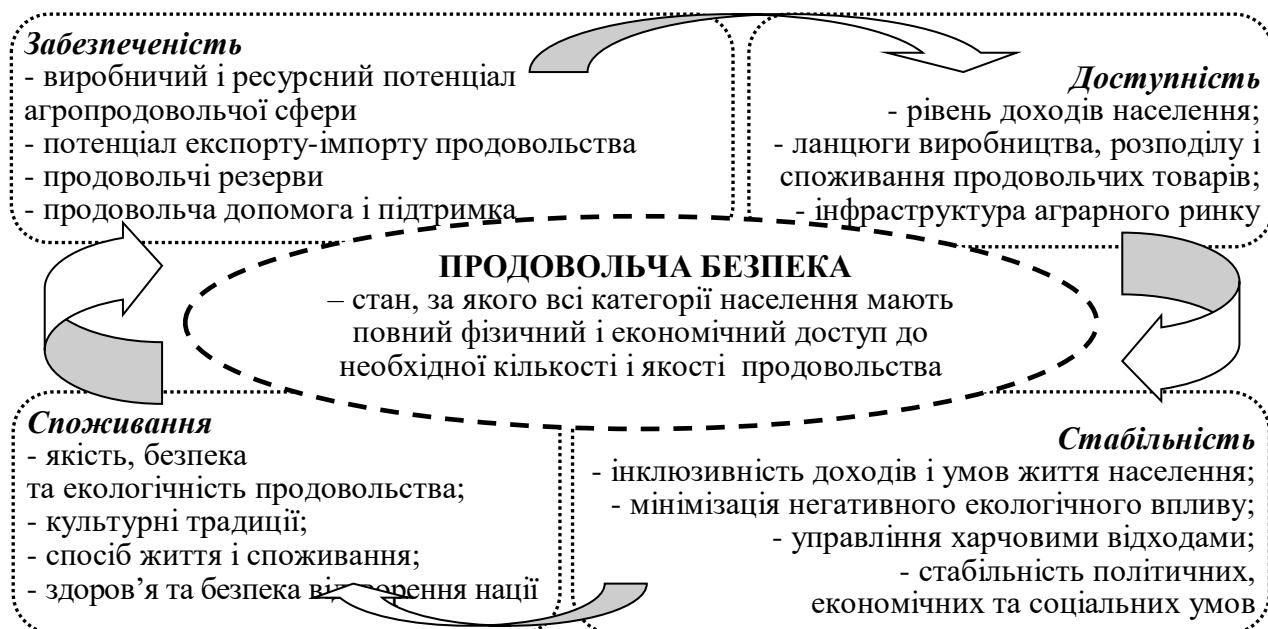 Забезпеченість
- виробничий і ресурсний потенціал
агропродовольчої сфери
- потенціал експорту-імпорту продовольства
- продовольчі резерви
- продовольча допомога і підтримка
Доступність
- рівень доходів населення;
- ланцюги виробництва, розподілу і
споживання продовольчих товарів;
- інфраструктура аграрного ринку
ПРОДОВОЛЬЧА БЕЗПЕКА
– стан, за якого всі категорії населення мають
повний фізичний і економічний доступ до
необхідної кількості і якості продовольства
Споживання
- якість, безпека
та екологічність продовольства;
- культурні традиції;
- спосіб життя і споживання;
- здоров’я та безпека відтворення нації
Стабільність
- інклюзивність доходів і умов життя населення;
- мінімізація негативного екологічного впливу;
- управління харчовими відходами;
- стабільність політичних,
економічних та соціальних умов